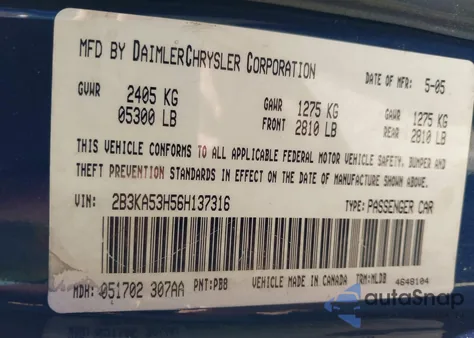 MFD BY DAIMLERCHRYSLER CORPORATION
DATE OF MFR: 5-05
GVWR 2405 KG 05300 LB
GAWR FRONT 1275 KG 2810 LB
GAWR REAR 1275 KG 2810 LB
THIS VEHICLE CONFORMS TO ALL APPLICABLE FEDERAL MOTOR VEHICLE SAFETY, BUMPER AND
THEFT PREVENTION STANDARDS IN EFFECT ON THE DATE OF MANUFACTURE SHOWN ABOVE.
VIN: 2B3KA53H56H137316 TYPE: PASSENGER CAR
MDH: 051702 307AA PNT: PB8 VEHICLE MADE IN CANADA TRM: MLDB 4648104
autoSnap